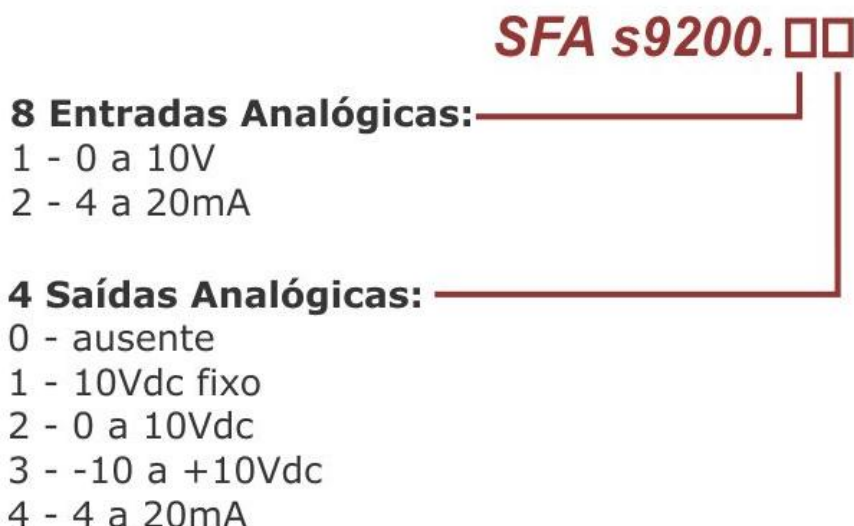 SFA s9200.□□
8 Entradas Analógicas:
1 - 0 a 10V
2 - 4 a 20mA
4 Saídas Analógicas:
0 - ausente
1 - 10Vdc fixo
2 - 0 a 10Vdc
3 - -10 a +10Vdc
4 - 4 a 20mA